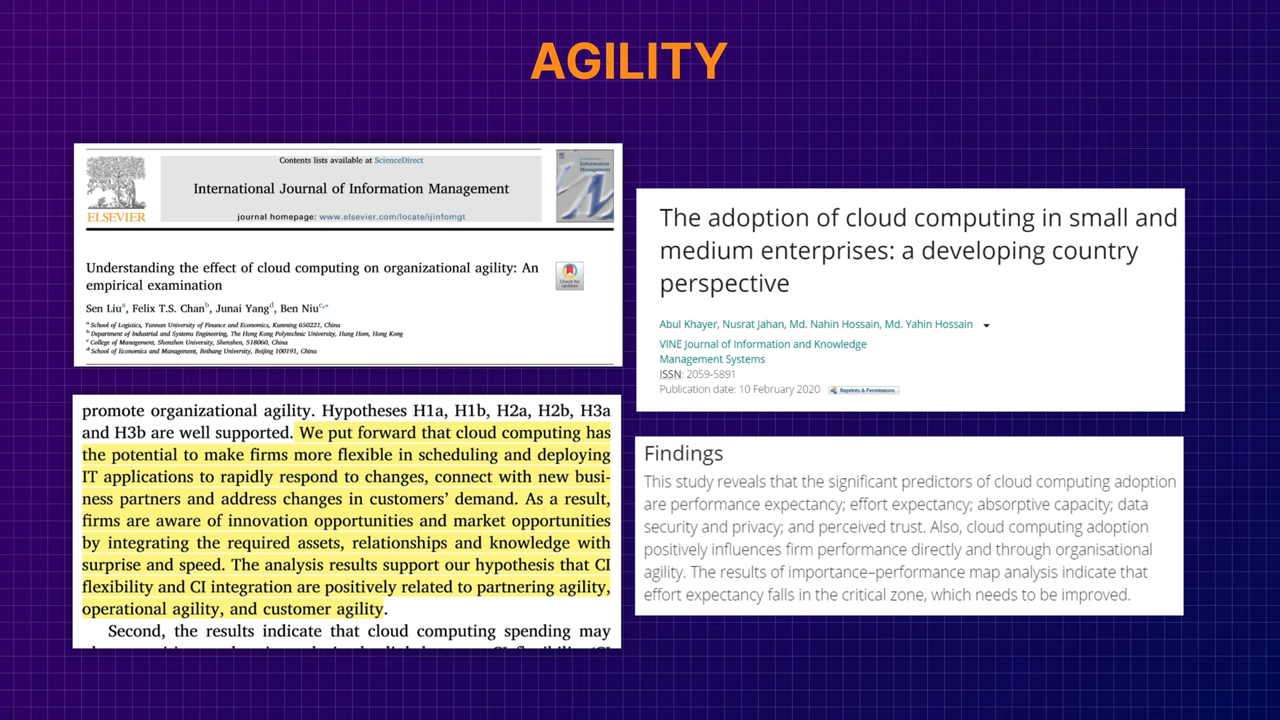 AGILITY
Contents lists available at ScienceDirect
International Journal of Information Management
journal homepage: www.elsevier.com/locate/ijinfomgt
ELSEVIER
Information
Management
Understanding the effect of cloud computing on organizational agility: An
empirical examination
Check for
updates
Sen Liuᵃ, Felix T.S. Chanᵇ, Junai Yangᵈ, Ben Niuᶜ,*
ᵃ School of Logistics, Yunnan University of Finance and Economics, Kunming 650221, China
ᵇ Department of Industrial and Systems Engineering, The Hong Kong Polytechnic University, Hung Hom, Hong Kong
ᶜ College of Management, Shenzhen University, Shenzhen, 518060, China
ᵈ School of Economics and Management, Beihang University, Beijing 100191, China
promote organizational agility. Hypotheses H1a, H1b, H2a, H2b, H3a
and H3b are well supported. We put forward that cloud computing has
the potential to make firms more flexible in scheduling and deploying
IT applications to rapidly respond to changes, connect with new busi-
ness partners and address changes in customers' demand. As a result,
firms are aware of innovation opportunities and market opportunities
by integrating the required assets, relationships and knowledge with
surprise and speed. The analysis results support our hypothesis that CI
flexibility and CI integration are positively related to partnering agility,
operational agility, and customer agility.
Second, the results indicate that cloud computing spending may
The adoption of cloud computing in small and
medium enterprises: a developing country
perspective
Abul Khayer, Nusrat Jahan, Md. Nahin Hossain, Md. Yahin Hossain
VINE Journal of Information and Knowledge
Management Systems
ISSN: 2059-5891
Publication date: 10 February 2020 Reprints & Permissions
Findings
This study reveals that the significant predictors of cloud computing adoption
are performance expectancy; effort expectancy; absorptive capacity; data
security and privacy; and perceived trust. Also, cloud computing adoption
positively influences firm performance directly and through organisational
agility. The results of importance–performance map analysis indicate that
effort expectancy falls in the critical zone, which needs to be improved.